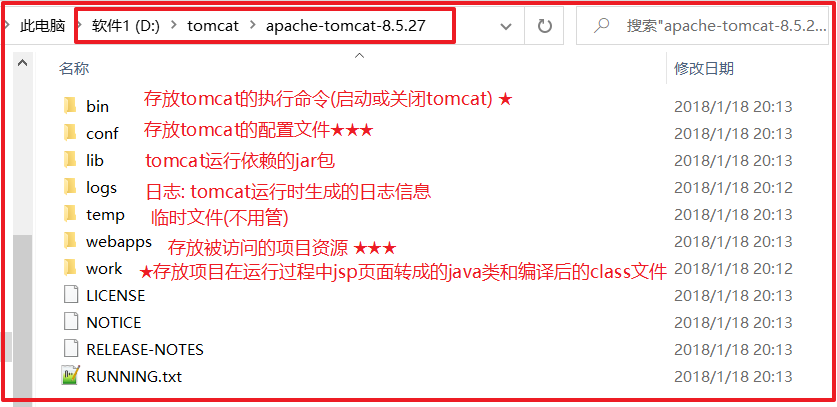 此电脑 > 软件1 (D:) > tomcat > apache-tomcat-8.5.27 搜索"apache-tomcat-8.5.2...
名称 修改日期
bin 存放tomcat的执行命令(启动或关闭tomcat) ★ 2018/1/18 20:13
conf 存放tomcat的配置文件★★★ 2018/1/18 20:13
lib tomcat运行依赖的jar包 2018/1/18 20:13
logs 日志: tomcat运行时生成的日志信息 2018/1/18 20:12
temp 临时文件(不用管) 2018/1/18 20:13
webapps 存放被访问的项目资源 ★★★ 2018/1/18 20:13
work ★存放项目在运行过程中jsp页面转成的java类和编译后的class文件 2018/1/18 20:12
LICENSE 2018/1/18 20:13
NOTICE 2018/1/18 20:13
RELEASE-NOTES 2018/1/18 20:13
RUNNING.txt 2018/1/18 20:13